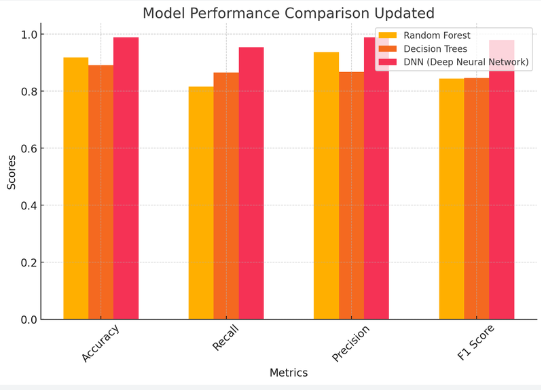 Model Performance Comparison Updated
Random Forest
Decision Trees
DNN (Deep Neural Network)
1.0
0.8
0.6
0.4
0.2
0.0
Scores
Accuracy
Recall
Precision
F1 Score
Metrics